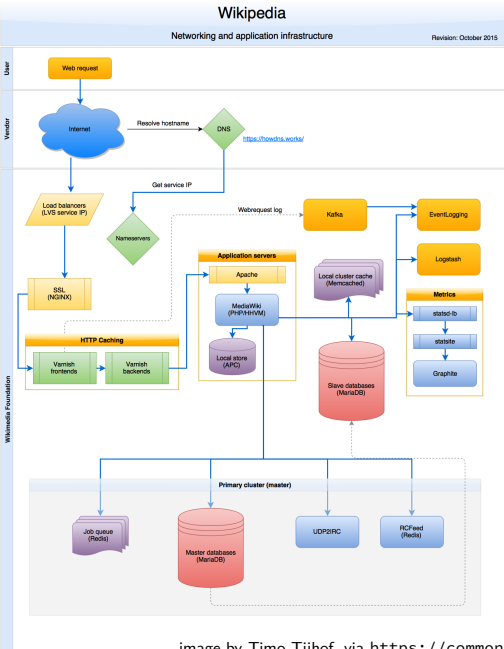 Wikipedia
Networking and application infrastructure
Revision: October 2015
User
Web request
Vendor
Internet
Resolve hostname
DNS
https://howdns.works/
Wikimedia Foundation
Get service IP
Load balancers
(LVS service IP)
Nameservers
Webrequest log
Kafka
EventLogging
Logstash
SSL
(NGINX)
Application servers
Apache
MediaWiki
(PHP/HHVM)
Local store
(APC)
Local cluster cache
(Memcached)
Metrics
statsd-lb
statsite
Graphite
HTTP Caching
Varnish
frontends
Varnish
backends
Slave databases
(MariaDB)
Primary cluster (master)
Job queue
(Redis)
Master databases
(MariaDB)
UDP2IRC
RCFeed
(Redis)
image by Timo Tijhof, via https://common